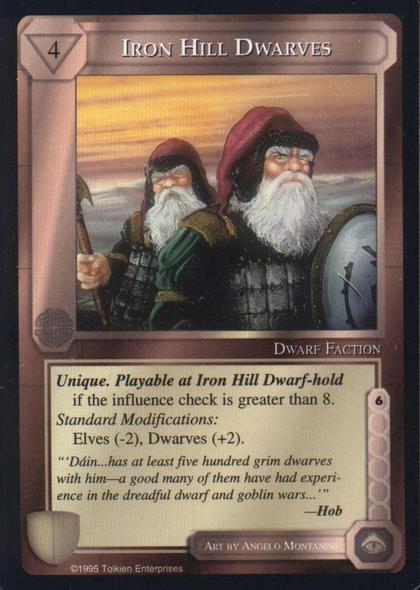 4
IRON HILL DWARVES
DWARF FACTION
Unique. Playable at Iron Hill Dwarf-hold
if the influence check is greater than 8.
Standard Modifications:
Elves (-2), Dwarves (+2).
"'Dáin...has at least five hundred grim dwarves
with him—a good many of them have had experi-
ence in the dreadful dwarf and goblin wars...'"
—Hob
6
ART BY ANGELO MONTANINI
©1995 Tolkien Enterprises